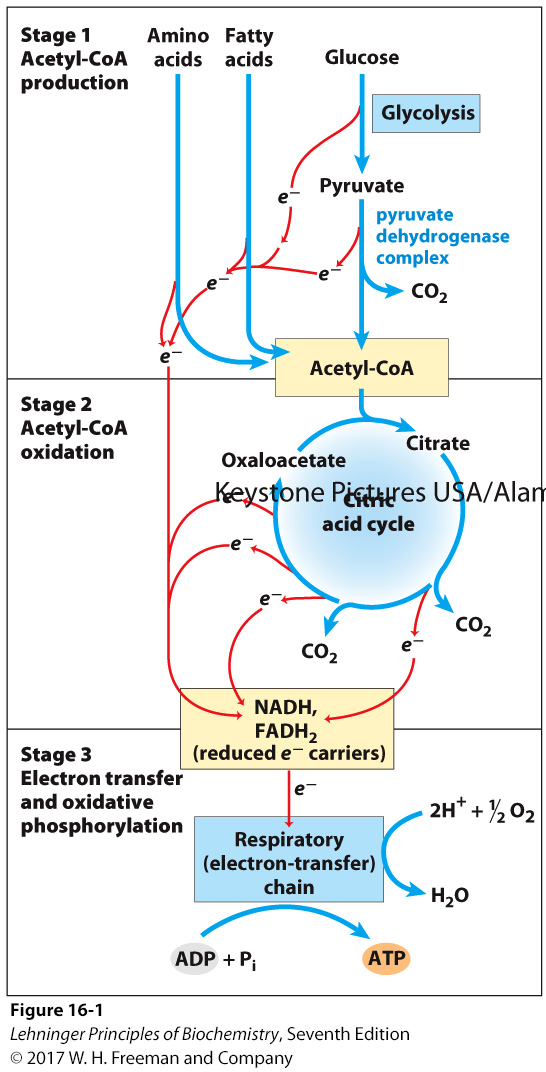 Stage 1
Acetyl-CoA
production
Amino
acids
Fatty
acids
Glucose
Glycolysis
Pyruvate
e−
pyruvate
dehydrogenase
complex
e−
e−
CO2
e−
Acetyl-CoA
Stage 2
Acetyl-CoA
oxidation
Citrate
Oxaloacetate
Keystone Pictures USA/Alam
e−
Citric
acid cycle
e−
e−
CO2
e−
CO2
NADH,
FADH2
(reduced e− carriers)
Stage 3
Electron transfer
and oxidative
phosphorylation
e−
2H+ + ½ O2
Respiratory
(electron-transfer)
chain
H2O
ADP + Pi
ATP
Figure 16-1
Lehninger Principles of Biochemistry, Seventh Edition
© 2017 W. H. Freeman and Company